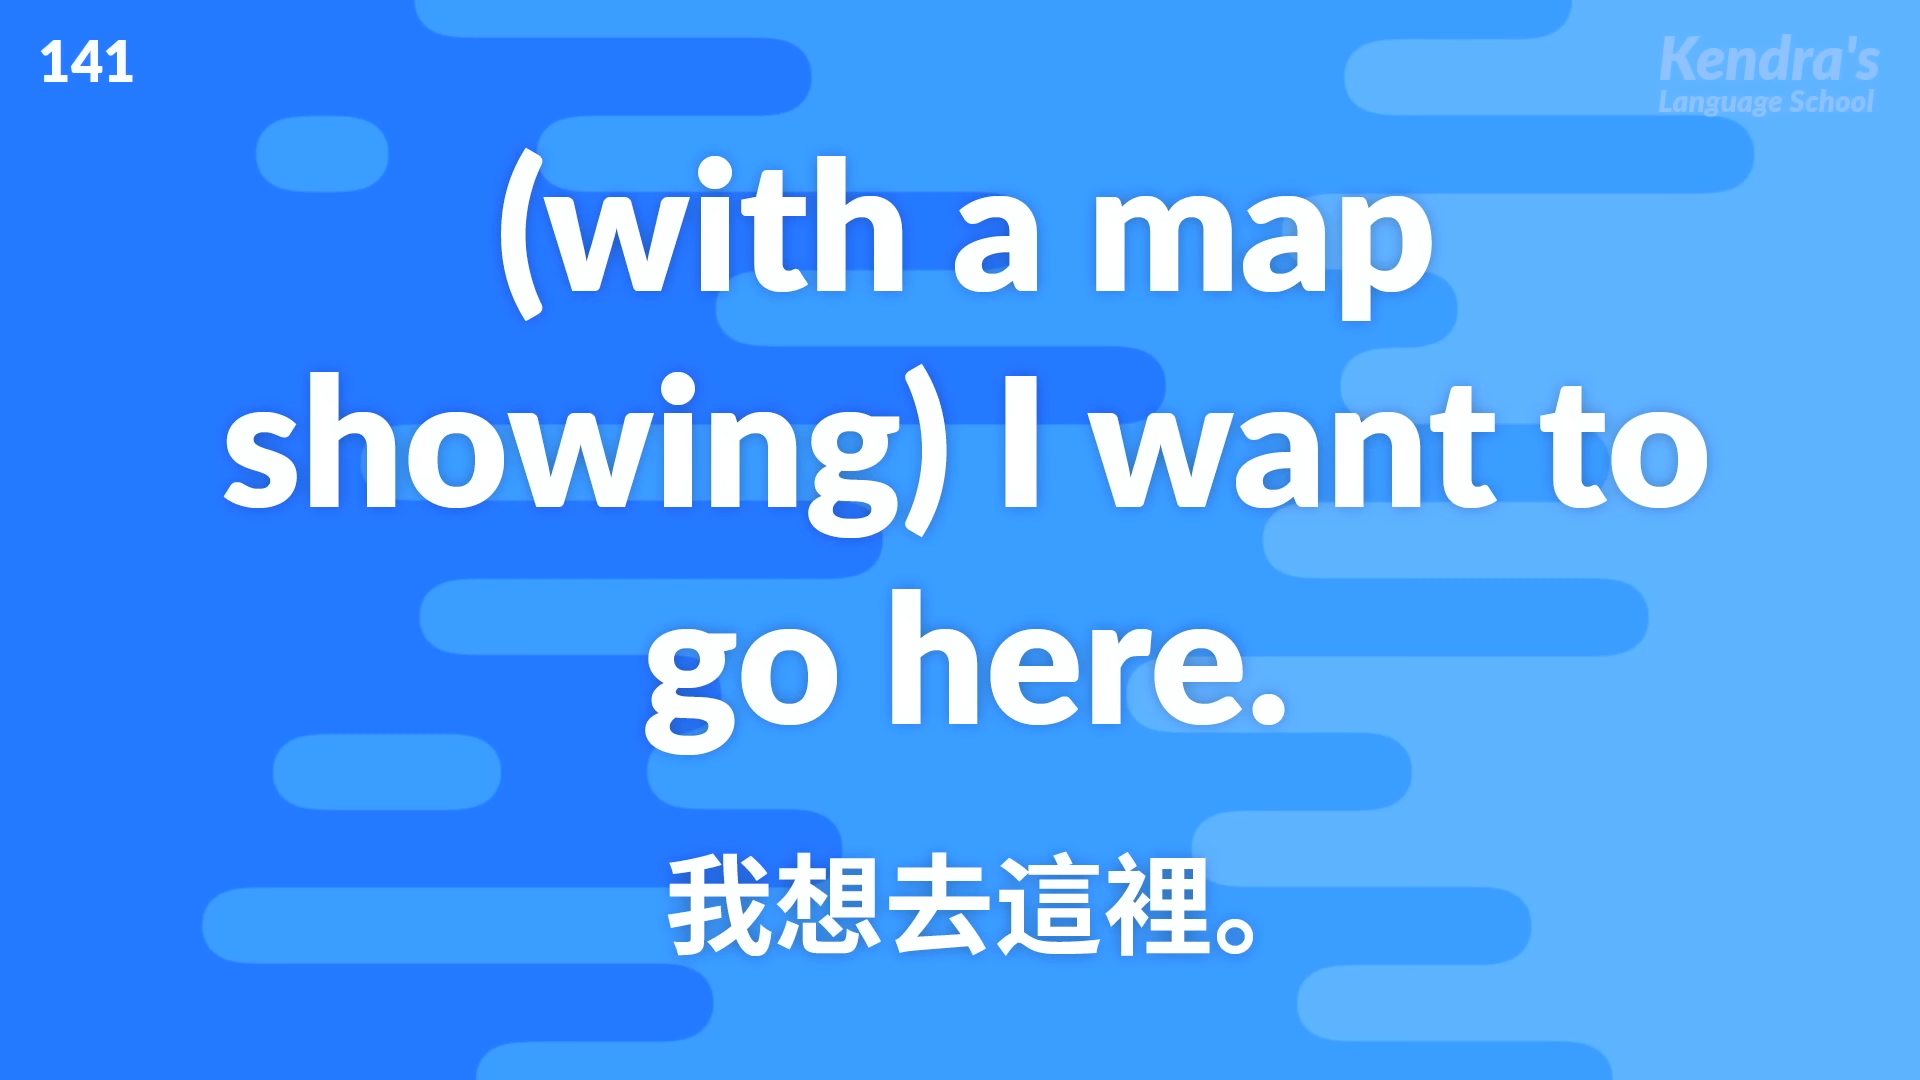 141
Kendra's
Language School
(with a map
showing) I want to
go here.
我想去這裡。